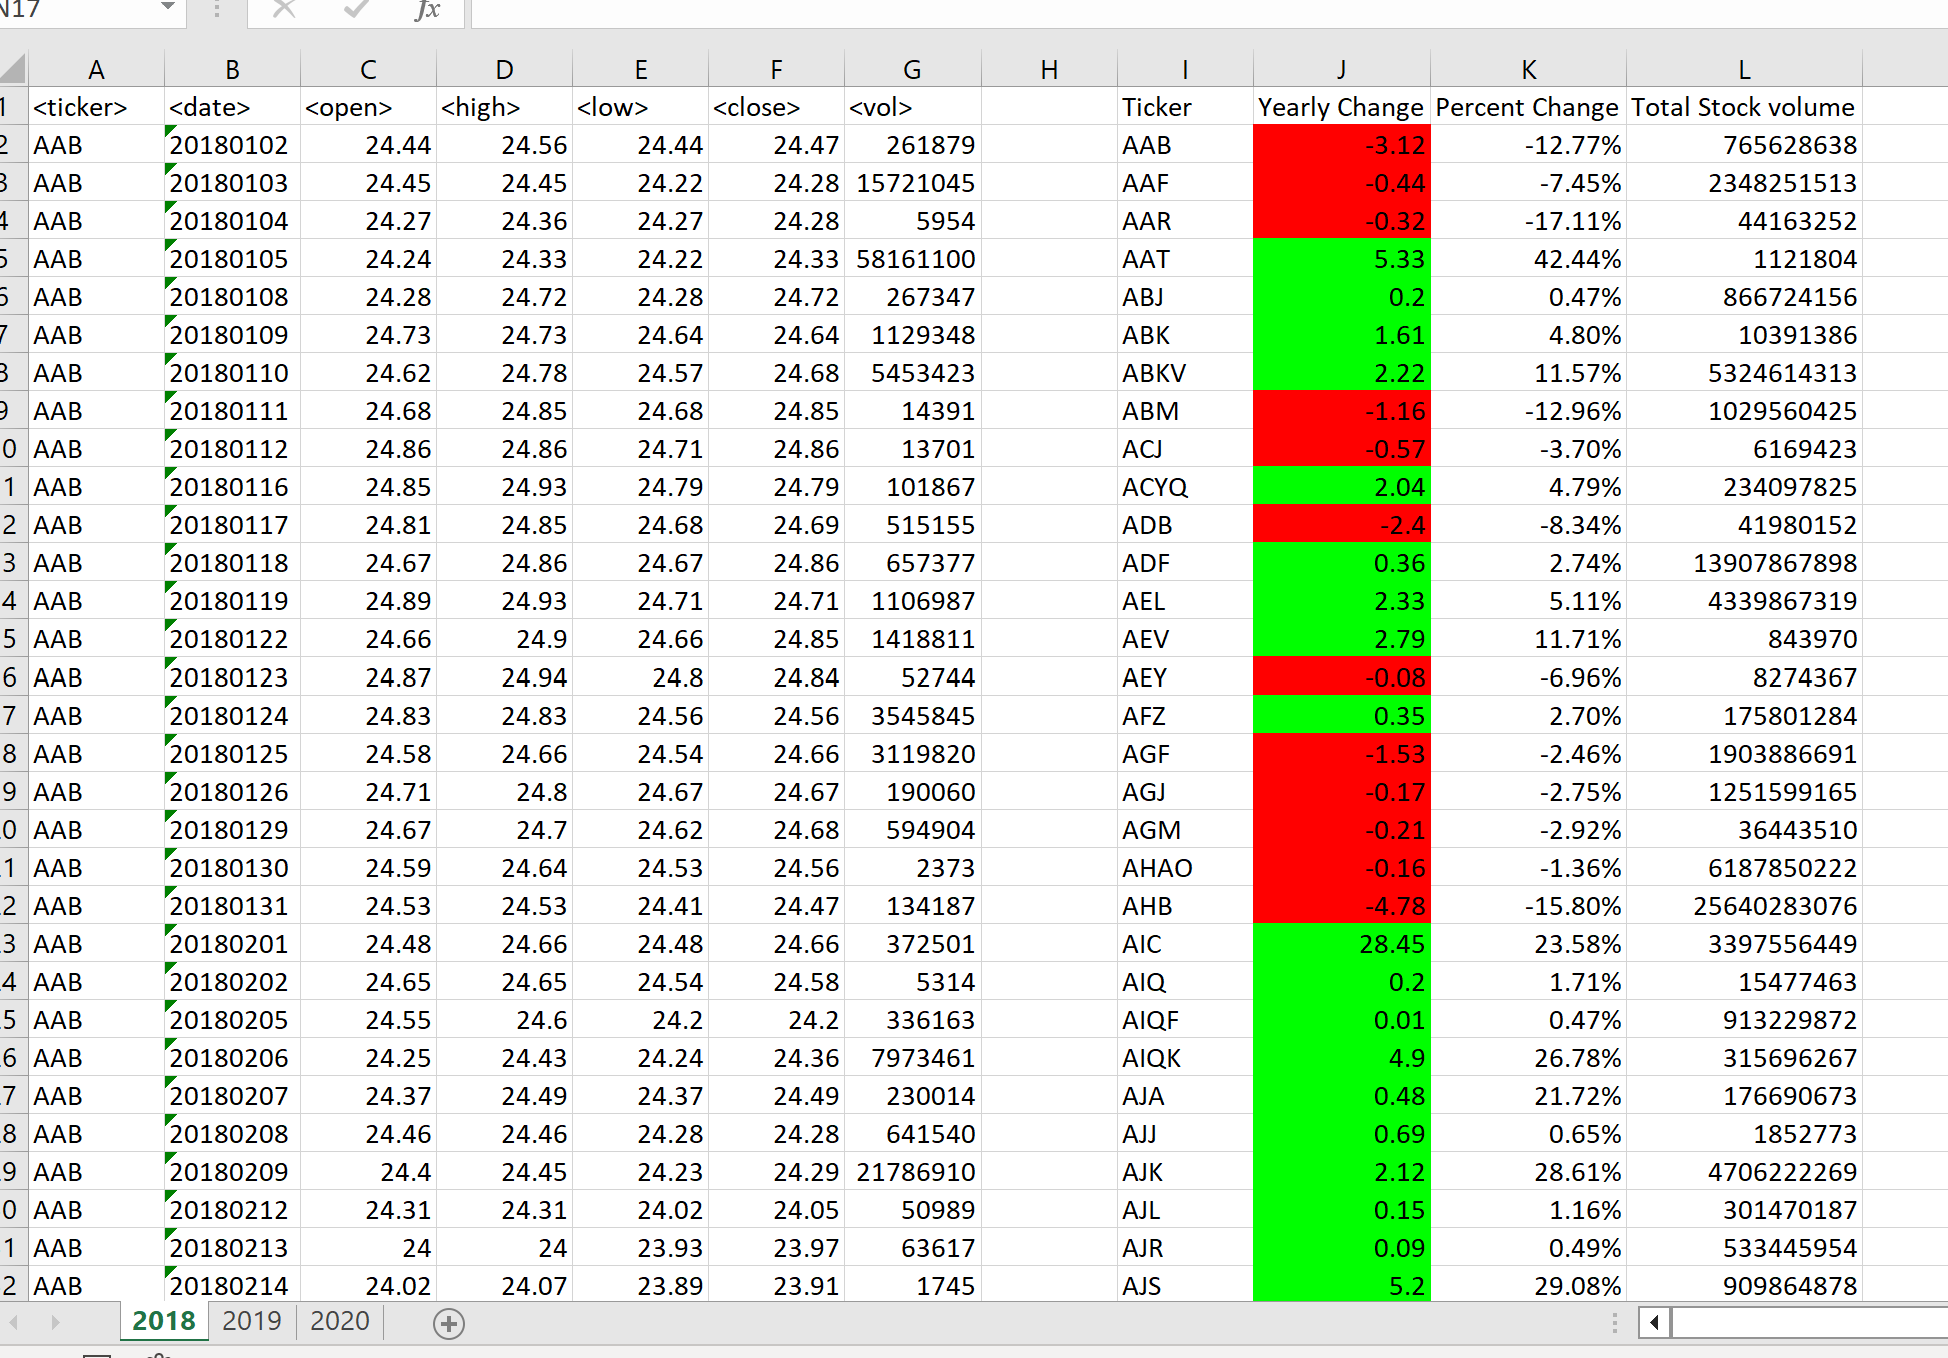 N17 fx
A B C D E F G H I J K L
1 <ticker> <date> <open> <high> <low> <close> <vol> Ticker Yearly Change Percent Change Total Stock volume
2 AAB 20180102 24.44 24.56 24.44 24.47 261879 AAB -3.12 -12.77% 765628638
3 AAB 20180103 24.45 24.45 24.22 24.28 15721045 AAF -0.44 -7.45% 2348251513
4 AAB 20180104 24.27 24.36 24.27 24.28 5954 AAR -0.32 -17.11% 44163252
5 AAB 20180105 24.24 24.33 24.22 24.33 58161100 AAT 5.33 42.44% 1121804
6 AAB 20180108 24.28 24.72 24.28 24.72 267347 ABJ 0.2 0.47% 866724156
7 AAB 20180109 24.73 24.73 24.64 24.64 1129348 ABK 1.61 4.80% 10391386
8 AAB 20180110 24.62 24.78 24.57 24.68 5453423 ABKV 2.22 11.57% 5324614313
9 AAB 20180111 24.68 24.85 24.68 24.85 14391 ABM -1.16 -12.96% 1029560425
0 AAB 20180112 24.86 24.86 24.71 24.86 13701 ACJ -0.57 -3.70% 6169423
1 AAB 20180116 24.85 24.93 24.79 24.79 101867 ACYQ 2.04 4.79% 234097825
2 AAB 20180117 24.81 24.85 24.68 24.69 515155 ADB -2.4 -8.34% 41980152
3 AAB 20180118 24.67 24.86 24.67 24.86 657377 ADF 0.36 2.74% 13907867898
4 AAB 20180119 24.89 24.93 24.71 24.71 1106987 AEL 2.33 5.11% 4339867319
5 AAB 20180122 24.66 24.9 24.66 24.85 1418811 AEV 2.79 11.71% 843970
6 AAB 20180123 24.87 24.94 24.8 24.84 52744 AEY -0.08 -6.96% 8274367
7 AAB 20180124 24.83 24.83 24.56 24.56 3545845 AFZ 0.35 2.70% 175801284
8 AAB 20180125 24.58 24.66 24.54 24.66 3119820 AGF -1.53 -2.46% 1903886691
9 AAB 20180126 24.71 24.8 24.67 24.67 190060 AGJ -0.17 -2.75% 1251599165
0 AAB 20180129 24.67 24.7 24.62 24.68 594904 AGM -0.21 -2.92% 36443510
1 AAB 20180130 24.59 24.64 24.53 24.56 2373 AHAO -0.16 -1.36% 6187850222
2 AAB 20180131 24.53 24.53 24.41 24.47 134187 AHB -4.78 -15.80% 25640283076
3 AAB 20180201 24.48 24.66 24.48 24.66 372501 AIC 28.45 23.58% 3397556449
4 AAB 20180202 24.65 24.65 24.54 24.58 5314 AIQ 0.2 1.71% 15477463
5 AAB 20180205 24.55 24.6 24.2 24.2 336163 AIQF 0.01 0.47% 913229872
6 AAB 20180206 24.25 24.43 24.24 24.36 7973461 AIQK 4.9 26.78% 315696267
7 AAB 20180207 24.37 24.49 24.37 24.49 230014 AJA 0.48 21.72% 176690673
8 AAB 20180208 24.46 24.46 24.28 24.28 641540 AJJ 0.69 0.65% 1852773
9 AAB 20180209 24.4 24.45 24.23 24.29 21786910 AJK 2.12 28.61% 4706222269
0 AAB 20180212 24.31 24.31 24.02 24.05 50989 AJL 0.15 1.16% 301470187
1 AAB 20180213 24 24 23.93 23.97 63617 AJR 0.09 0.49% 533445954
2 AAB 20180214 24.02 24.07 23.89 23.91 1745 AJS 5.2 29.08% 909864878
2018 2019 2020